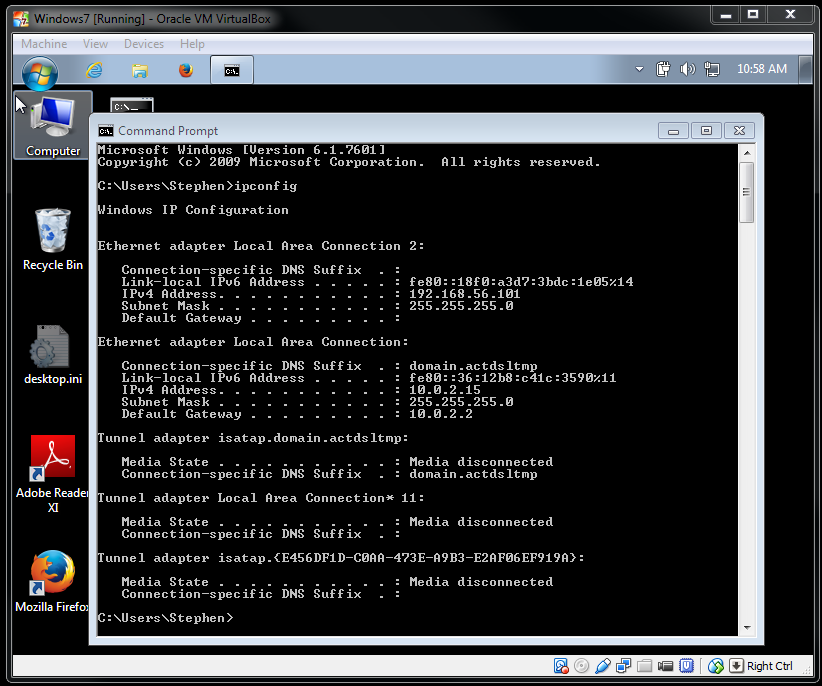 Windows7 [Running] - Oracle VM VirtualBox
Machine View Devices Help
10:58 AM
C:\_
Computer
Recycle Bin
desktop.ini
Adobe Reader
XI
Mozilla Firefox
Command Prompt
Microsoft Windows [Version 6.1.7601]
Copyright (c) 2009 Microsoft Corporation.  All rights reserved.
C:\Users\Stephen>ipconfig
Windows IP Configuration
Ethernet adapter Local Area Connection 2:
Connection-specific DNS Suffix  . :
Link-local IPv6 Address . . . . . : fe80::18f0:a3d7:3bdc:1e05%14
IPv4 Address. . . . . . . . . . . : 192.168.56.101
Subnet Mask . . . . . . . . . . . : 255.255.255.0
Default Gateway . . . . . . . . . :
Ethernet adapter Local Area Connection:
Connection-specific DNS Suffix  . : domain.actdsltmp
Link-local IPv6 Address . . . . . : fe80::36:12b8:c41c:3590%11
IPv4 Address. . . . . . . . . . . : 10.0.2.15
Subnet Mask . . . . . . . . . . . : 255.255.255.0
Default Gateway . . . . . . . . . : 10.0.2.2
Tunnel adapter isatap.domain.actdsltmp:
Media State . . . . . . . . . . . : Media disconnected
Connection-specific DNS Suffix  . : domain.actdsltmp
Tunnel adapter Local Area Connection* 11:
Media State . . . . . . . . . . . : Media disconnected
Connection-specific DNS Suffix  . :
Tunnel adapter isatap.{E456DF1D-C0AA-473E-A9B3-E2AF06EF919A}:
Media State . . . . . . . . . . . : Media disconnected
Connection-specific DNS Suffix  . :
C:\Users\Stephen>
Right Ctrl